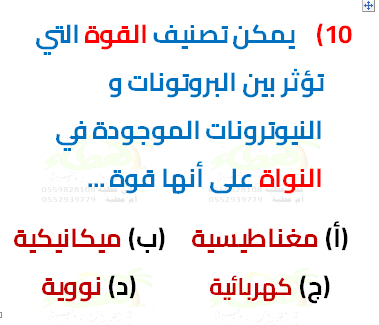 10) يمكن تصنيف القوة التي
تؤثر بين البروتونات و
النيوترونات الموجودة في
النواة على أنها قوة ...
(أ) مغناطيسية (ب) ميكانيكية
(ج) كهربائية (د) نووية